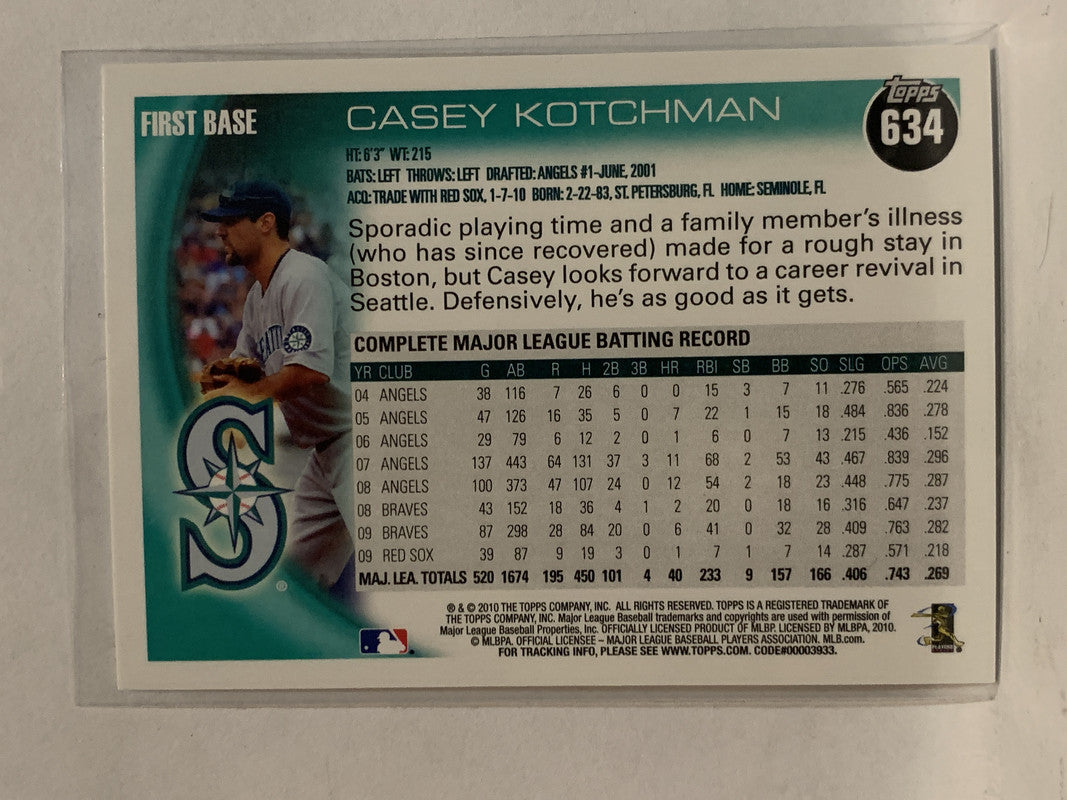 FIRST BASE
CASEY KOTCHMAN
Topps
634
HT: 6'3" WT: 215
BATS: LEFT THROWS: LEFT DRAFTED: ANGELS #1-JUNE, 2001
ACQ: TRADE WITH RED SOX, 1-7-10 BORN: 2-22-83, ST. PETERSBURG, FL HOME: SEMINOLE, FL
Sporadic playing time and a family member's illness
(who has since recovered) made for a rough stay in
Boston, but Casey looks forward to a career revival in
Seattle. Defensively, he's as good as it gets.
COMPLETE MAJOR LEAGUE BATTING RECORD
YR CLUB G AB R H 2B 3B HR RBI SB BB SO SLG OPS AVG
04 ANGELS 38 116 7 26 6 0 0 15 3 7 11 .276 .565 .224
05 ANGELS 47 126 16 35 5 0 7 22 1 15 18 .484 .836 .278
06 ANGELS 29 79 6 12 2 0 1 6 0 7 13 .215 .436 .152
07 ANGELS 137 443 64 131 37 3 11 68 2 53 43 .467 .839 .296
08 ANGELS 100 373 47 107 24 0 12 54 2 18 23 .448 .775 .287
08 BRAVES 43 152 18 36 4 1 2 20 0 18 16 .316 .647 .237
09 BRAVES 87 298 28 84 20 0 6 41 0 32 28 .409 .763 .282
09 RED SOX 39 87 9 19 3 0 1 7 1 7 14 .287 .571 .218
MAJ. LEA. TOTALS 520 1674 195 450 101 4 40 233 9 157 166 .406 .743 .269
® & © 2010 THE TOPPS COMPANY, INC. ALL RIGHTS RESERVED. TOPPS IS A REGISTERED TRADEMARK OF
THE TOPPS COMPANY, INC. Major League Baseball trademarks and copyrights are used with permission of
Major League Baseball Properties, Inc. OFFICIALLY LICENSED PRODUCT OF MLBP. LICENSED BY MLBPA, 2010.
© MLBPA. OFFICIAL LICENSEE – MAJOR LEAGUE BASEBALL PLAYERS ASSOCIATION. MLB.com.
FOR TRACKING INFO, PLEASE SEE WWW.TOPPS.COM. CODE#00003933.